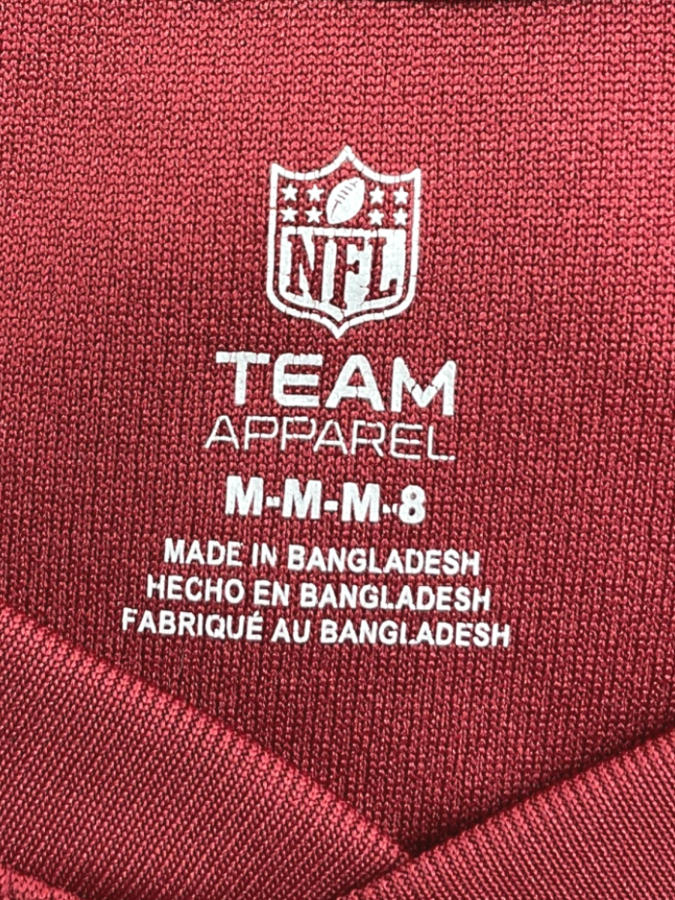 NFL
TEAM
APPAREL
M-M-M-8
MADE IN BANGLADESH
HECHO EN BANGLADESH
FABRIQUÉ AU BANGLADESH